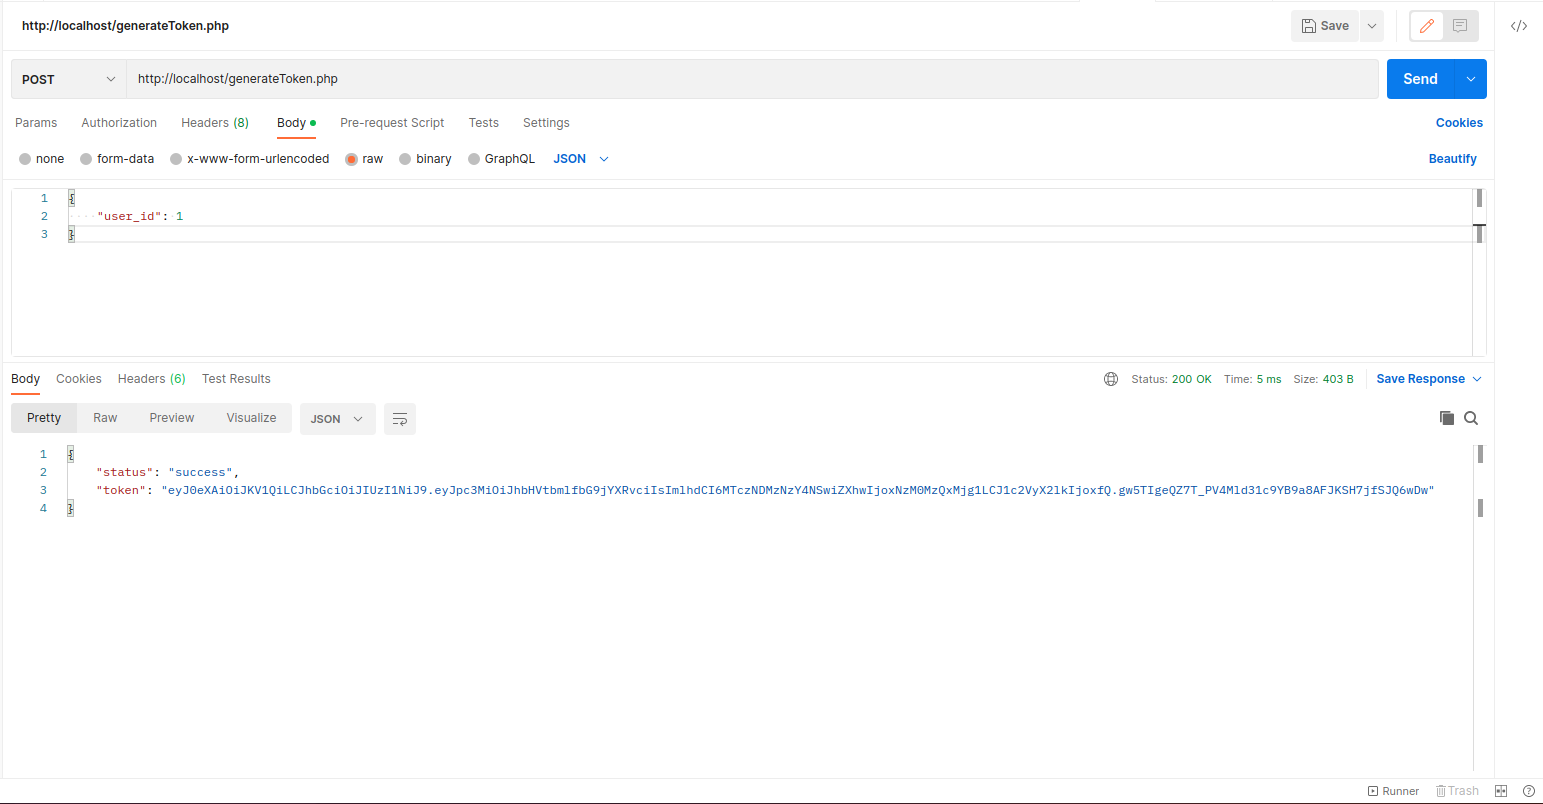 http://localhost/generateToken.php
Save
POST
http://localhost/generateToken.php
Send
Params Authorization Headers (8) Body Pre-request Script Tests Settings
Cookies
none form-data x-www-form-urlencoded raw binary GraphQL JSON
Beautify
1 {
2 "user_id": 1
3 }
Body Cookies Headers (6) Test Results
Status: 200 OK Time: 5 ms Size: 403 B Save Response
Pretty Raw Preview Visualize JSON
1 {
2 "status": "success",
3 "token": "eyJ0eXAiOiJKV1QiLCJhbGciOiJIUzI1NiJ9.eyJpc3MiOiJhbHVtbmlfbG9jYXRvciIsImlhdCI6MTczNDMzNzY4NSwiZXhwIjoxNzM0MzQxMjg1LCJ1c2VyX2lkIjoxfQ.gw5TIgeQZ7T_PV4Mld31c9YB9a8AFJKSH7jfSJQ6wDw"
4 }
Runner Trash